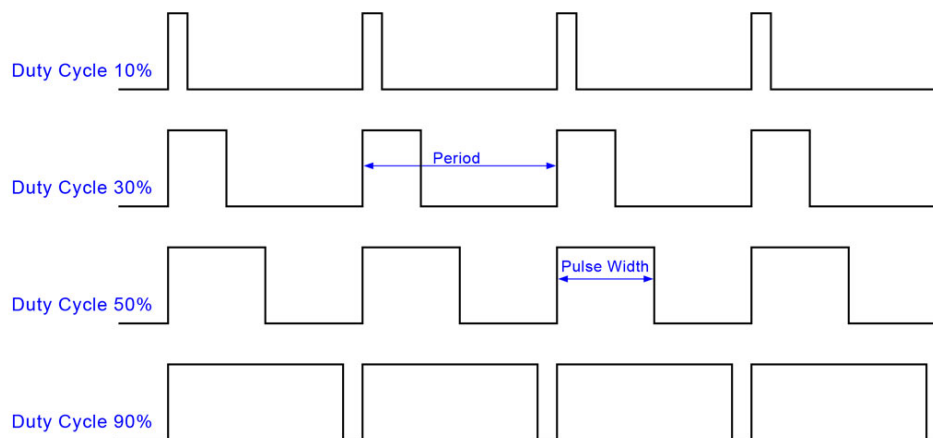 Duty Cycle 10%
Period
Duty Cycle 30%
Pulse Width
Duty Cycle 50%
Duty Cycle 90%